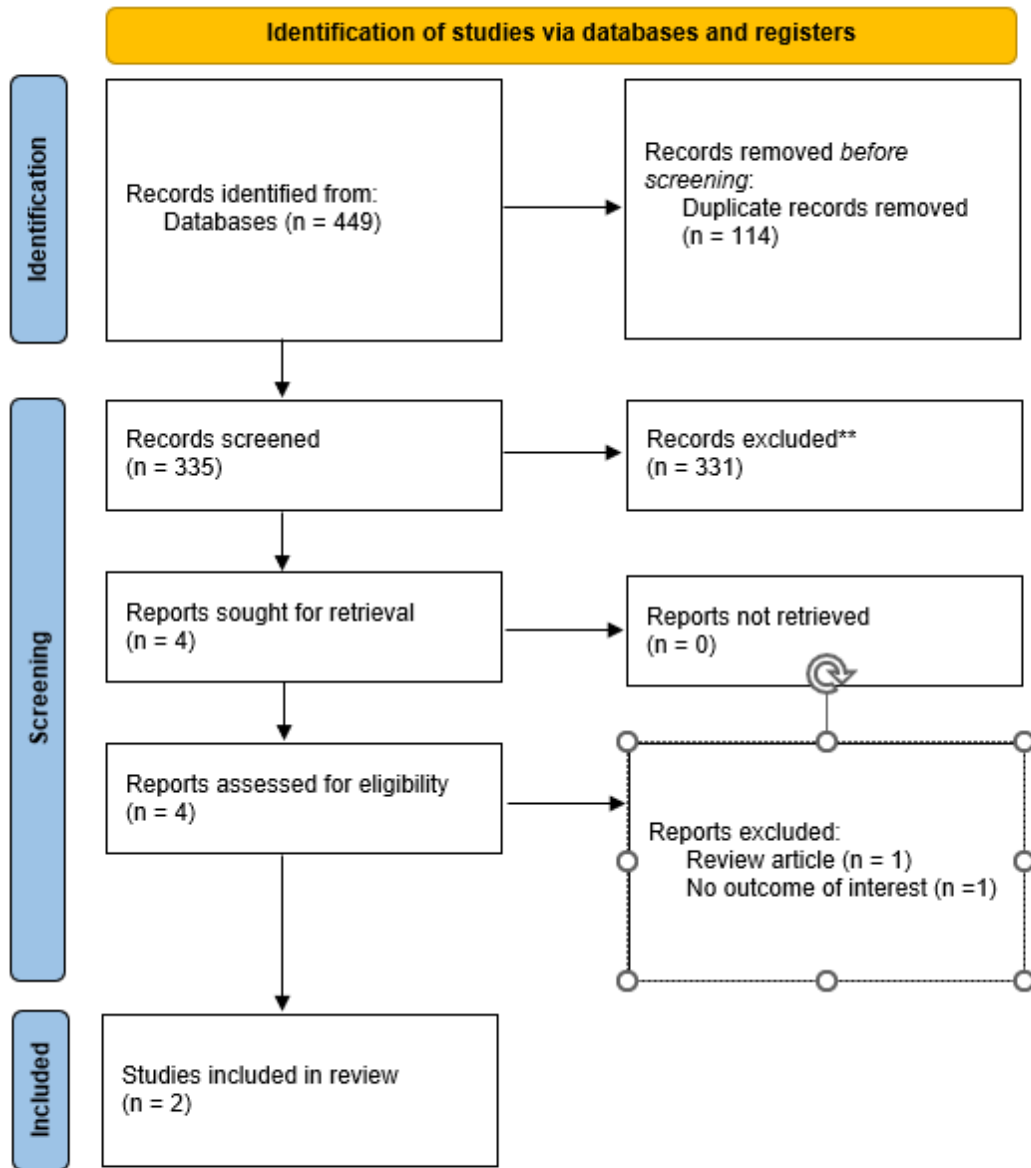 Identification of studies via databases and registers
Identification
Records identified from:
Databases (n = 449)
Records removed before
screening:
Duplicate records removed
(n = 114)
Screening
Records screened
(n = 335)
Records excluded**
(n = 331)
Reports sought for retrieval
(n = 4)
Reports not retrieved
(n = 0)
Reports assessed for eligibility
(n = 4)
Reports excluded:
Review article (n = 1)
No outcome of interest (n =1)
Included
Studies included in review
(n = 2)